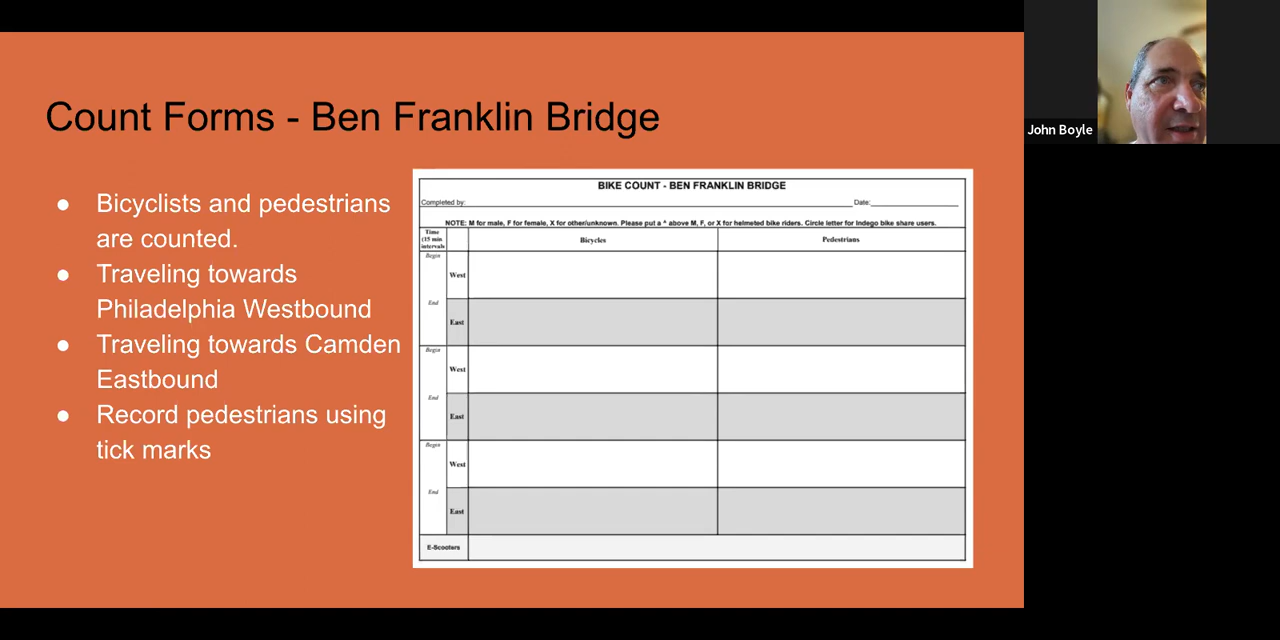 Count Forms - Ben Franklin Bridge
● Bicyclists and pedestrians
are counted.
● Traveling towards
Philadelphia Westbound
● Traveling towards Camden
Eastbound
● Record pedestrians using
tick marks
BIKE COUNT - BEN FRANKLIN BRIDGE
Completed by: Date:
NOTE: M for male, F for female, X for other/unknown. Please put a ^ above M, F, or X for helmeted bike riders. Circle letter for Indego bike share users.
Time
(15 min
intervals
Bicycles
Pedestrians
Begin
West
End
East
Begin
West
End
East
Begin
West
End
East
E-Scooters
John Boyle